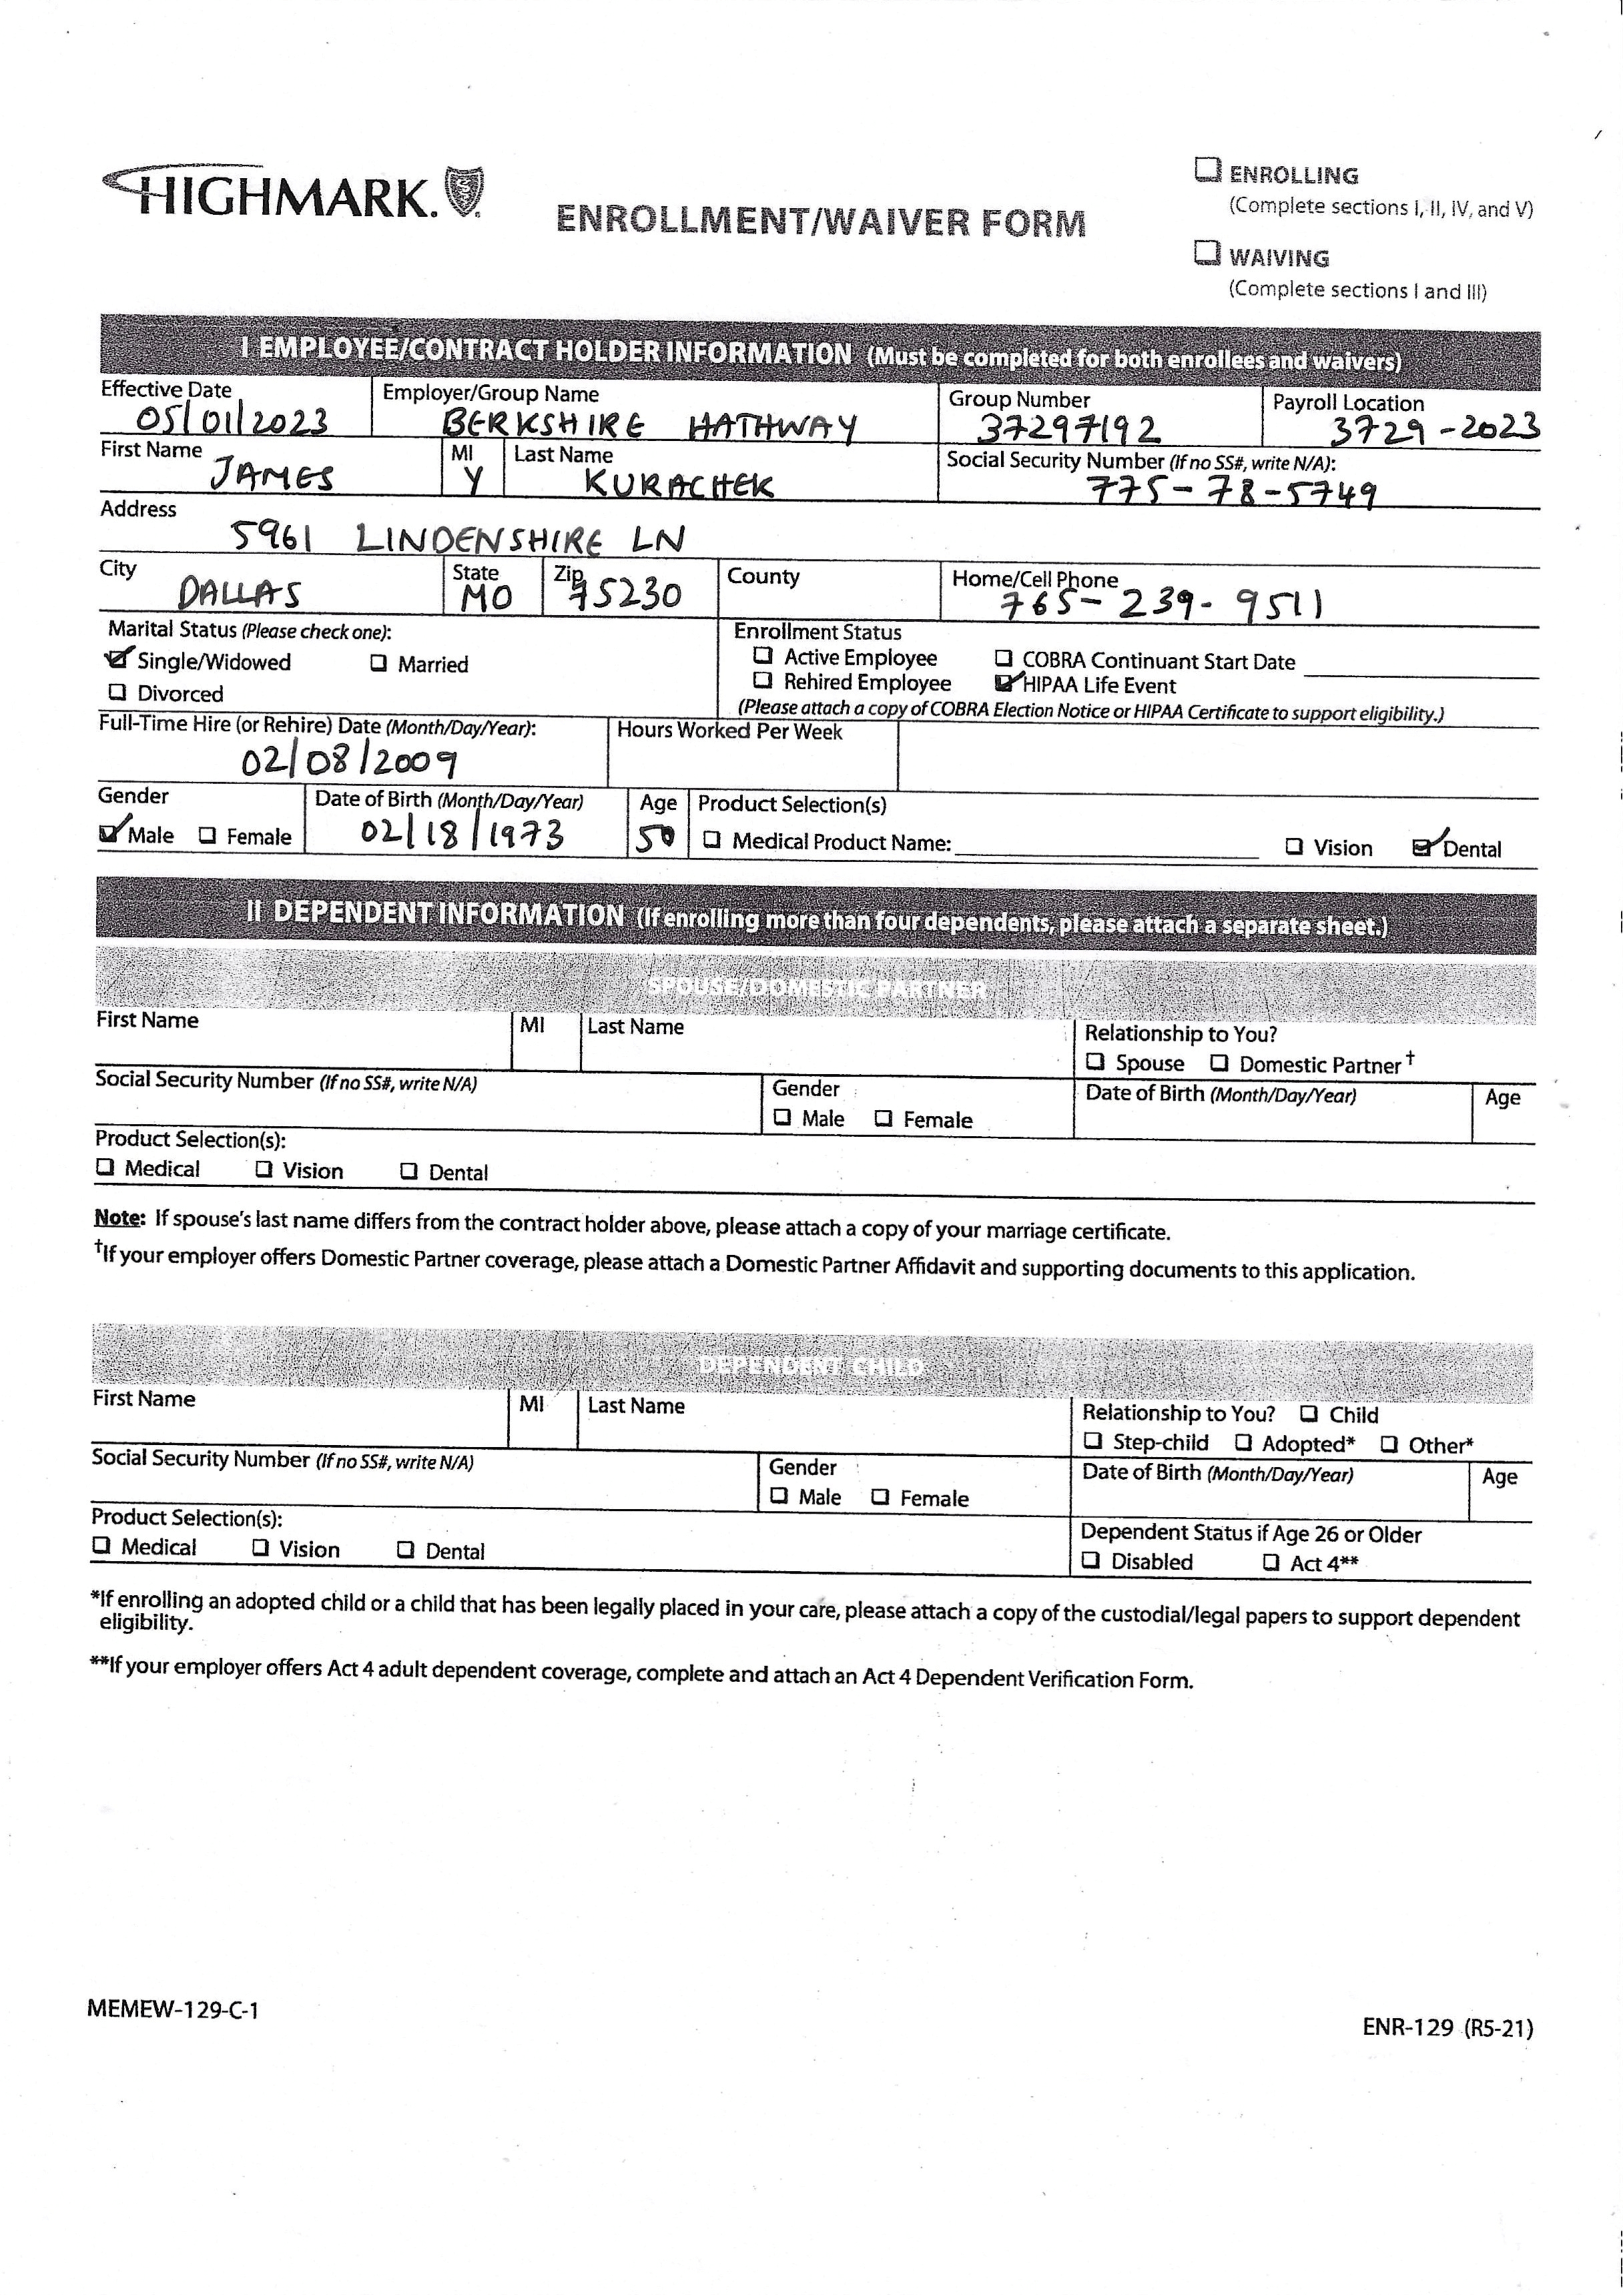 HIGHMARK.
ENROLLMENT/WAIVER FORM
☐ ENROLLING
(Complete sections I, II, IV, and V)
☐ WAIVING
(Complete sections I and III)
I EMPLOYEE/CONTRACT HOLDER INFORMATION (Must be completed for both enrollees and waivers)
Effective Date Employer/Group Name Group Number Payroll Location
05/01/2023 BERKSHIRE HATHWAY 37297192 3729-2023
First Name MI Last Name Social Security Number (If no SS#, write N/A):
JAMES Y KURACHEK 775-78-5749
Address
5961 LINDENSHIRE LN
City State Zip County Home/Cell Phone
DALLAS MO 75230 765-239-9511
Marital Status (Please check one): Enrollment Status
☑ Single/Widowed ☐ Married ☐ Active Employee ☐ COBRA Continuant Start Date
☐ Divorced ☐ Rehired Employee ☑ HIPAA Life Event
(Please attach a copy of COBRA Election Notice or HIPAA Certificate to support eligibility.)
Full-Time Hire (or Rehire) Date (Month/Day/Year): Hours Worked Per Week
02/08/2009
Gender Date of Birth (Month/Day/Year) Age Product Selection(s)
☑ Male ☐ Female 02/18/1973 50 ☐ Medical Product Name: ☐ Vision ☑ Dental
II DEPENDENT INFORMATION (If enrolling more than four dependents, please attach a separate sheet.)
SPOUSE/DOMESTIC PARTNER
First Name MI Last Name Relationship to You?
☐ Spouse ☐ Domestic Partner†
Social Security Number (If no SS#, write N/A) Gender Date of Birth (Month/Day/Year) Age
☐ Male ☐ Female
Product Selection(s):
☐ Medical ☐ Vision ☐ Dental
Note: If spouse's last name differs from the contract holder above, please attach a copy of your marriage certificate.
†If your employer offers Domestic Partner coverage, please attach a Domestic Partner Affidavit and supporting documents to this application.
DEPENDENT CHILD
First Name MI Last Name Relationship to You? ☐ Child
☐ Step-child ☐ Adopted* ☐ Other*
Social Security Number (If no SS#, write N/A) Gender Date of Birth (Month/Day/Year) Age
☐ Male ☐ Female
Product Selection(s): Dependent Status if Age 26 or Older
☐ Medical ☐ Vision ☐ Dental ☐ Disabled ☐ Act 4**
*If enrolling an adopted child or a child that has been legally placed in your care, please attach a copy of the custodial/legal papers to support dependent
eligibility.
**If your employer offers Act 4 adult dependent coverage, complete and attach an Act 4 Dependent Verification Form.
MEMEW-129-C-1
ENR-129 (R5-21)